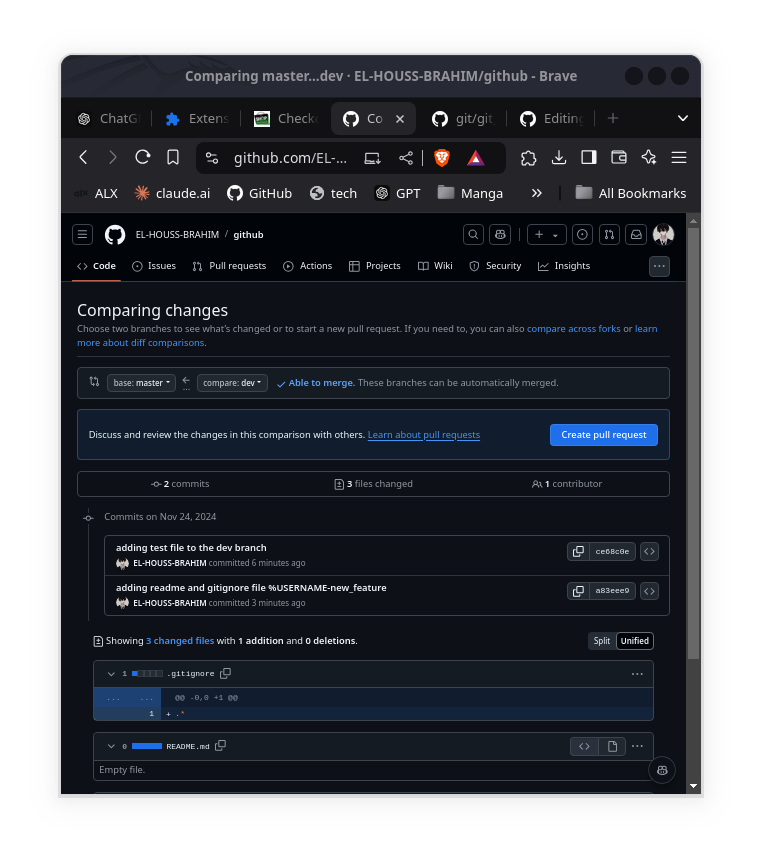 Comparing master...dev · EL-HOUSS-BRAHIM/github - Brave
ChatG
Extens
Check
Co
git/git
Editing
github.com/EL-...
ALX
claude.ai
GitHub
tech
GPT
Manga
All Bookmarks
EL-HOUSS-BRAHIM / github
Code
Issues
Pull requests
Actions
Projects
Wiki
Security
Insights
Comparing changes
Choose two branches to see what's changed or to start a new pull request. If you need to, you can also compare across forks or learn
more about diff comparisons.
base: master
...
compare: dev
Able to merge. These branches can be automatically merged.
Discuss and review the changes in this comparison with others. Learn about pull requests
Create pull request
2 commits
3 files changed
1 contributor
Commits on Nov 24, 2024
adding test file to the dev branch
EL-HOUSS-BRAHIM committed 6 minutes ago
ce68c0e
adding readme and gitignore file %USERNAME-new_feature
EL-HOUSS-BRAHIM committed 3 minutes ago
a83eee9
Showing 3 changed files with 1 addition and 0 deletions.
Split
Unified
1 .gitignore
... ... @@ -0,0 +1 @@
1 + .*
0 README.md
Empty file.